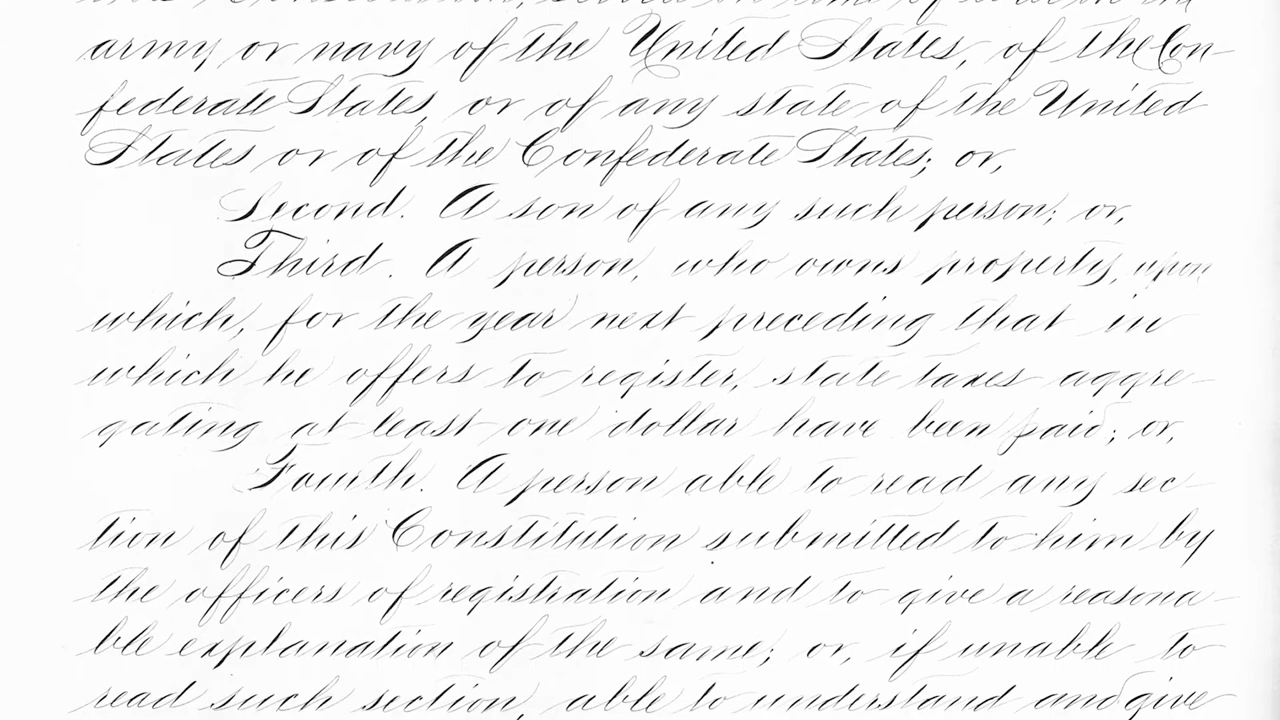 army or navy of the United States, of the Con-
federate States, or of any state of the United
States or of the Confederate States; or,
Second. A son of any such person; or,
Third. A person, who owns property, upon
which, for the year next preceding that in
which he offers to register, state taxes aggre-
gating at least one dollar have been paid; or,
Fourth. A person able to read any sec-
tion of this Constitution submitted to him by
the officers of registration and to give a reasona-
ble explanation of the same; or, if unable to
read such section, able to understand and give